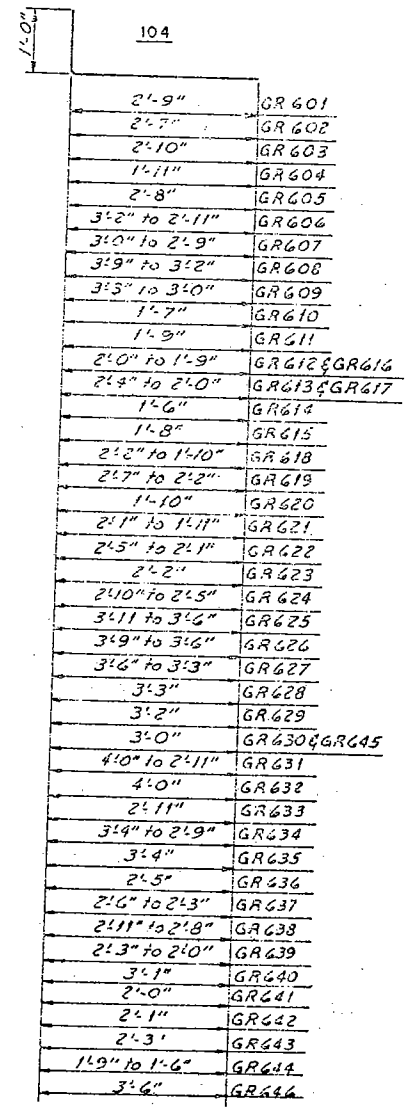 1'-0"
104
2'-9" GR601
2'-7" GR602
2'-10" GR603
1'-11" GR604
2'-8" GR605
3'-2" to 2'-11" GR606
3'-0" to 2'-9" GR607
3'-9" to 3'-2" GR608
3'-3" to 3'-0" GR609
1'-7" GR610
1'-9" GR611
2'-0" to 1'-9" GR612&GR616
2'-4" to 2'-0" GR613&GR617
1'-6" GR614
1'-8" GR615
2'-2" to 1'-10" GR618
2'-7" to 2'-2" GR619
1'-10" GR620
2'-1" to 1'-11" GR621
2'-5" to 2'-1" GR622
2'-2" GR623
2'-10" to 2'-5" GR624
3'-11 to 3'-6" GR625
3'-9" to 3'-6" GR626
3'-6" to 3'-3" GR627
3'-3" GR628
3'-2" GR629
3'-0" GR630&GR645
4'-0" to 2'-11" GR631
4'-0" GR632
2'-11" GR633
3'-4" to 2'-9" GR634
3'-4" GR635
2'-5" GR636
2'-6" to 2'-3" GR637
2'-11" to 2'-8" GR638
2'-3" to 2'-0" GR639
3'-1" GR640
2'-0" GR641
2'-1" GR642
2'-3' GR643
1'-9" to 1'-6" GR644
3'-6" GR646